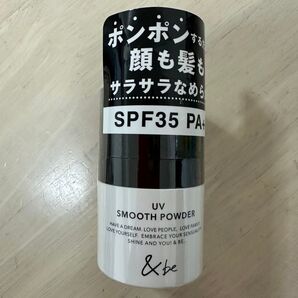 ポンポンする
顔も髪も
サラサラなめら
SPF35 PA+
UV
SMOOTH POWDER
HAVE A DREAM. LOVE PEOPLE, LOVE FAMILY,
LOVE YOURSELF. EMBRACE YOUR SENSUALITY.
SHINE AND YOU! & BE...
&be